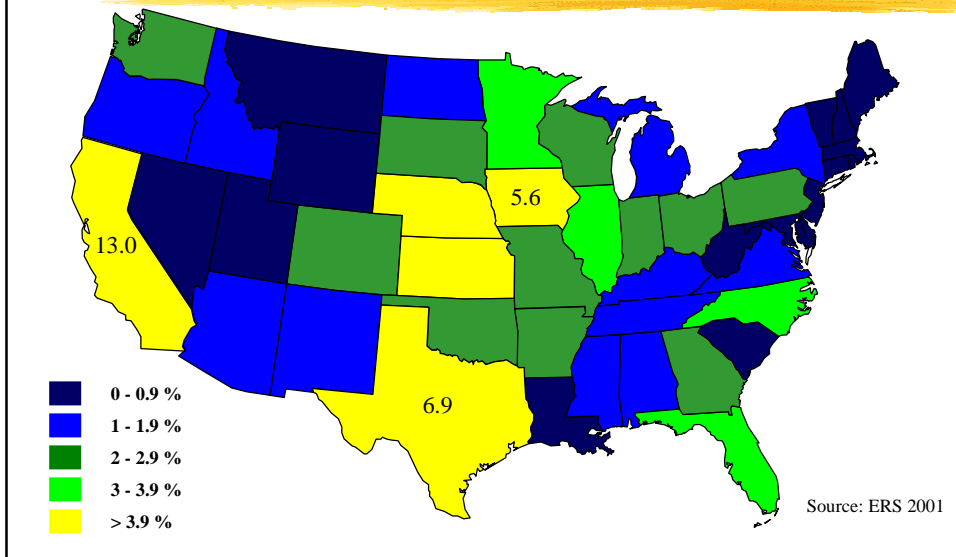 5.6
13.0
6.9
0 - 0.9 %
1 - 1.9 %
2 - 2.9 %
3 - 3.9 %
> 3.9 %
Source: ERS 2001